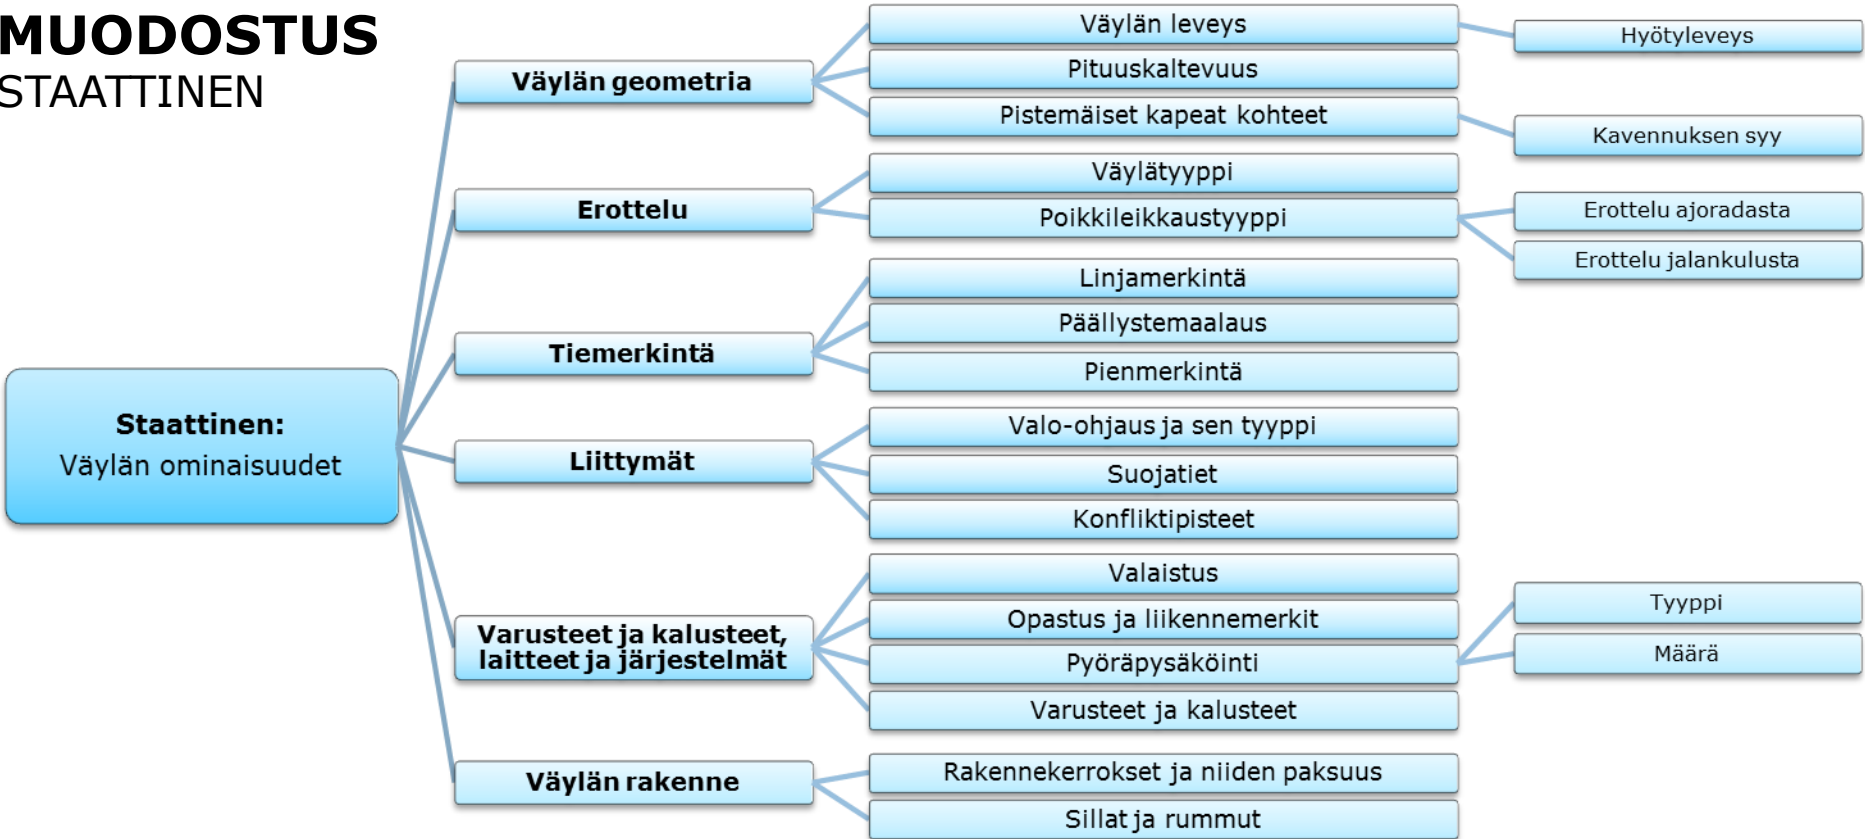 MUODOSTUS
STAATTINEN
Staattinen:
Väylän ominaisuudet
Väylän geometria
Väylän leveys
Hyötyleveys
Pituuskaltevuus
Pistemäiset kapeat kohteet
Kavennuksen syy
Erottelu
Väylätyyppi
Poikkileikkaustyyppi
Erottelu ajoradasta
Erottelu jalankulusta
Tiemerkintä
Linjamerkintä
Päällystemaalaus
Pienmerkintä
Liittymät
Valo-ohjaus ja sen tyyppi
Suojatiet
Konfliktipisteet
Varusteet ja kalusteet,
laitteet ja järjestelmät
Valaistus
Opastus ja liikennemerkit
Pyöräpysäköinti
Tyyppi
Määrä
Varusteet ja kalusteet
Väylän rakenne
Rakennekerrokset ja niiden paksuus
Sillat ja rummut